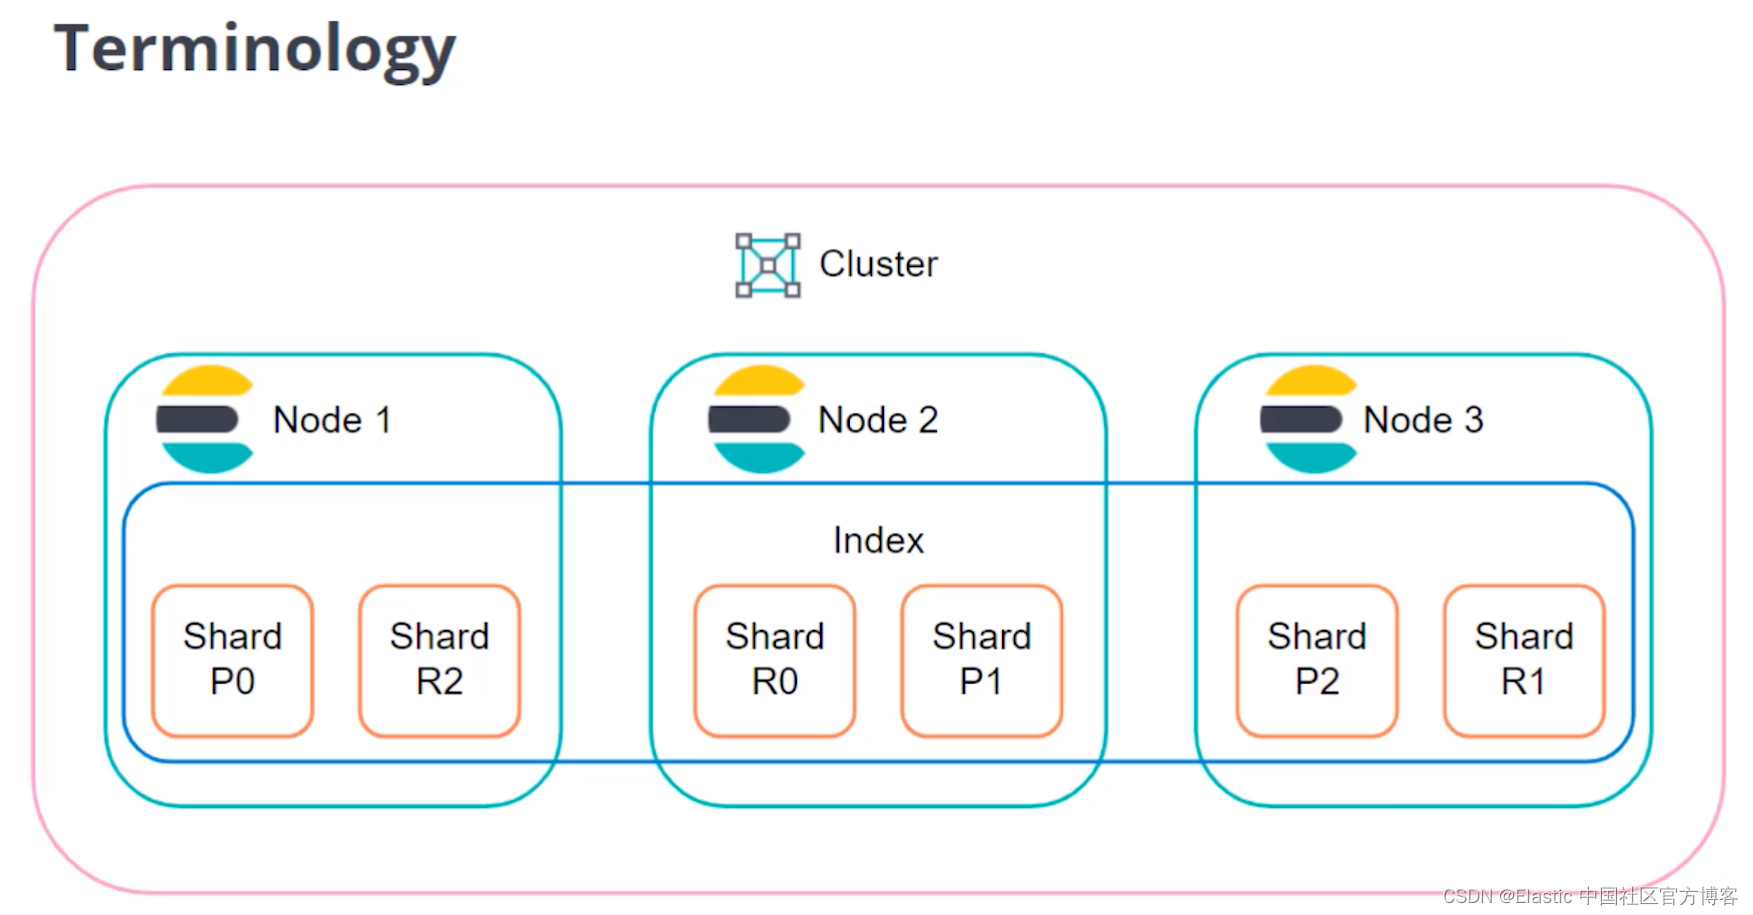 Terminology
Cluster
Node 1
Node 2
Node 3
Index
Shard
P0
Shard
R2
Shard
R0
Shard
P1
Shard
P2
Shard
R1
CSDN @Elastic 中国社区官方博客